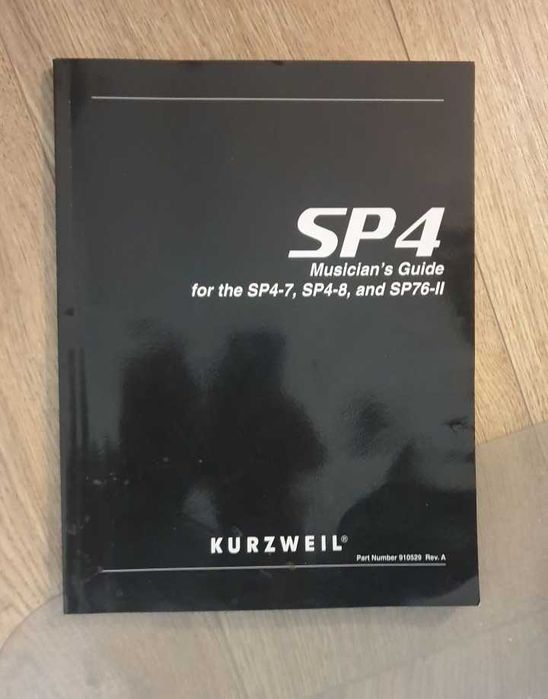 SP4
Musician's Guide
for the SP4-7, SP4-8, and SP76-II
KURZWEIL®
Part Number 910529 Rev. A